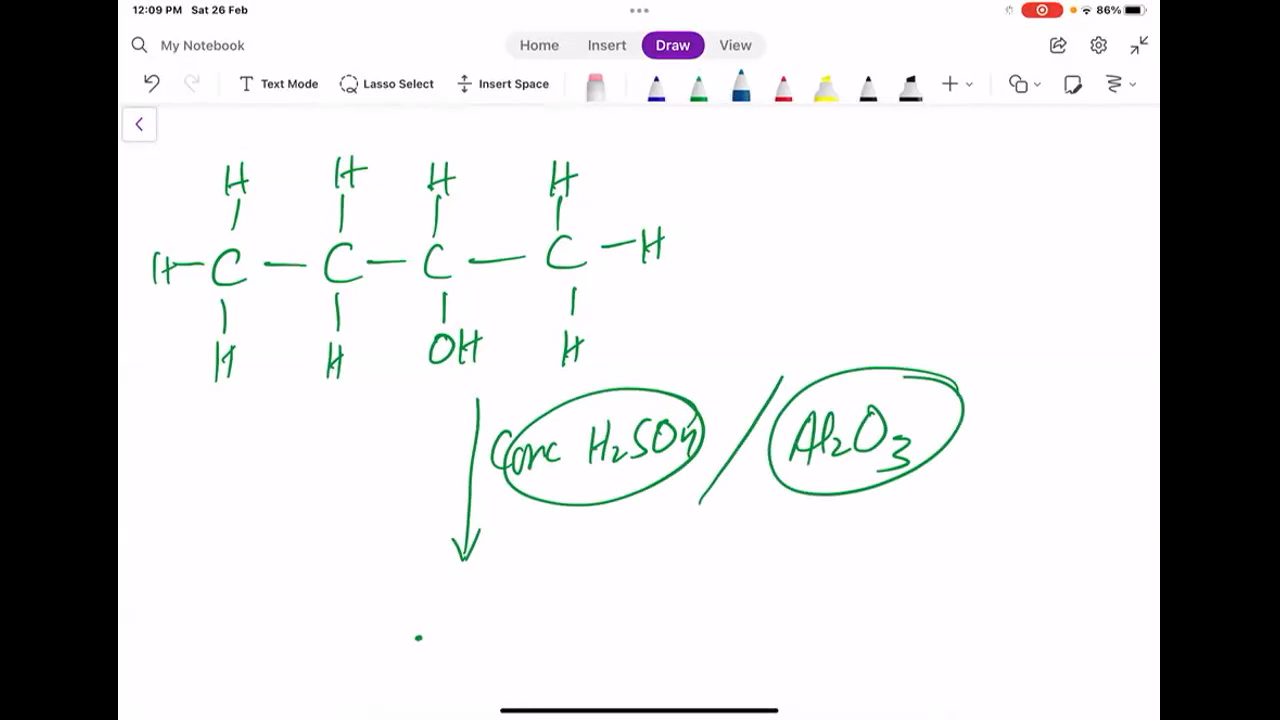 12:09 PM Sat 26 Feb
86%
My Notebook
Home Insert Draw View
Text Mode Lasso Select Insert Space
H H H H
H-C-C-C-C-H
H H OH H
Conc H₂SO₄ / Al₂O₃